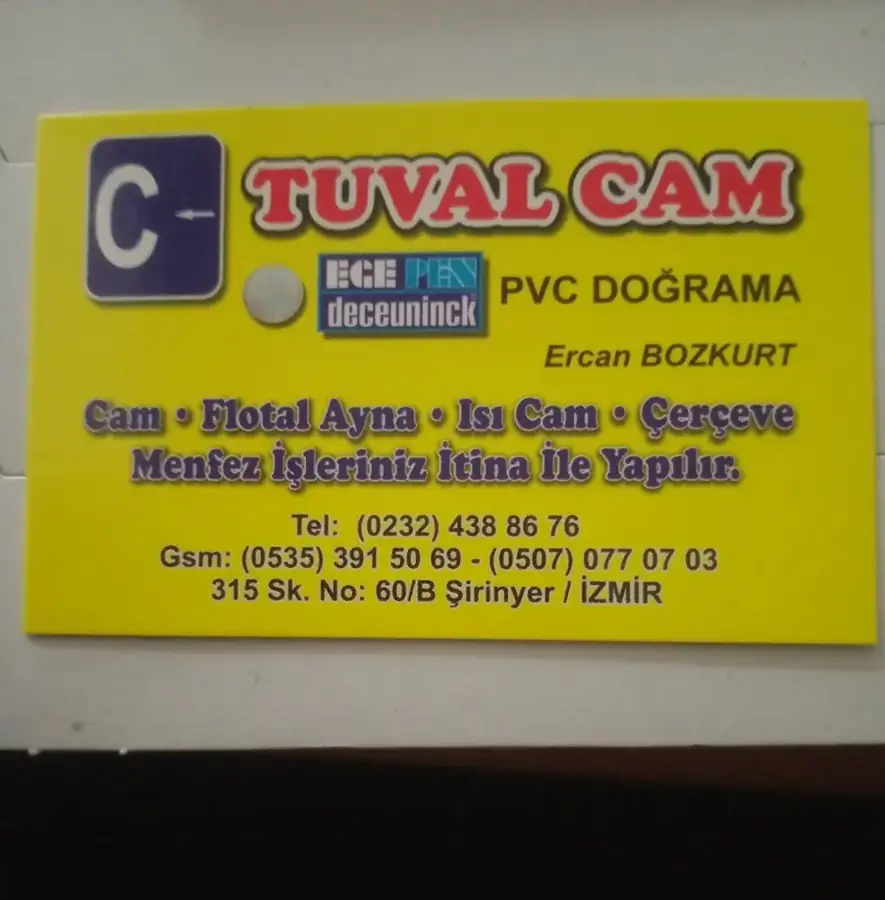 C
TUVAL CAM
EGE PEN
deceuninck
PVC DOĞRAMA
Ercan BOZKURT
Cam • Flotal Ayna • Isı Cam • Çerçeve
Menfez İşleriniz İtina İle Yapılır.
Tel: (0232) 438 86 76
Gsm: (0535) 391 50 69 - (0507) 077 07 03
315 Sk. No: 60/B Şirinyer / İZMİR